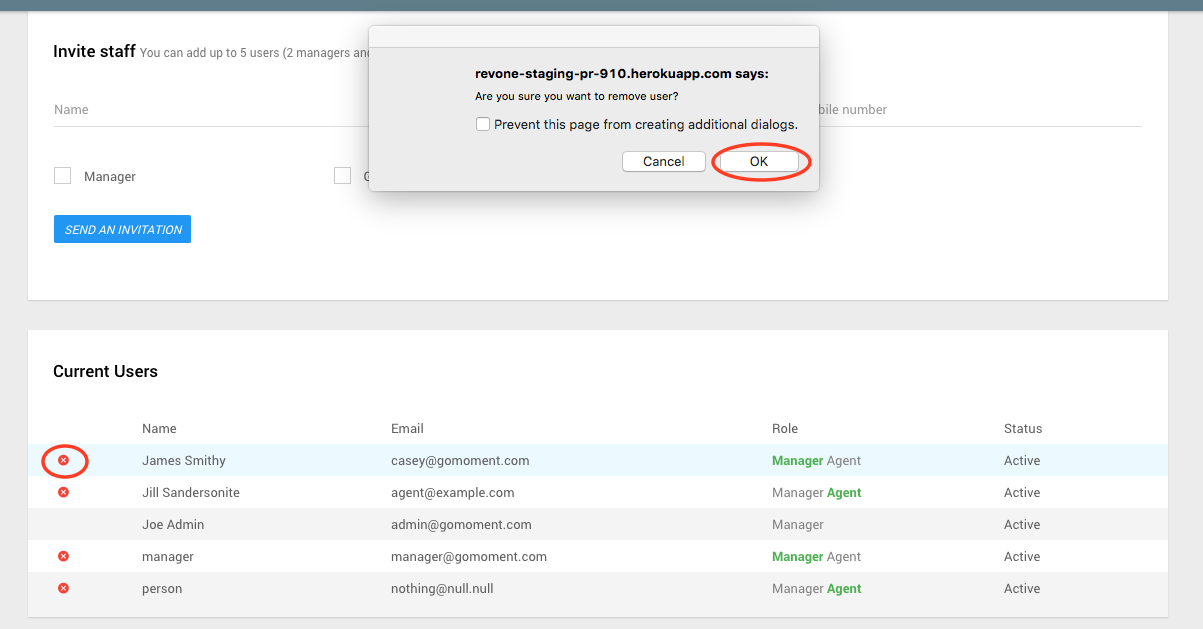 Invite staff You can add up to 5 users (2 managers and
revone-staging-pr-910.herokuapp.com says:
Are you sure you want to remove user?
Prevent this page from creating additional dialogs.
Cancel OK
Name
bile number
Manager
SEND AN INVITATION
Current Users
Name Email Role Status
James Smithy casey@gomoment.com Manager Agent Active
Jill Sandersonite agent@example.com Manager Agent Active
Joe Admin admin@gomoment.com Manager Active
manager manager@gomoment.com Manager Agent Active
person nothing@null.null Manager Agent Active